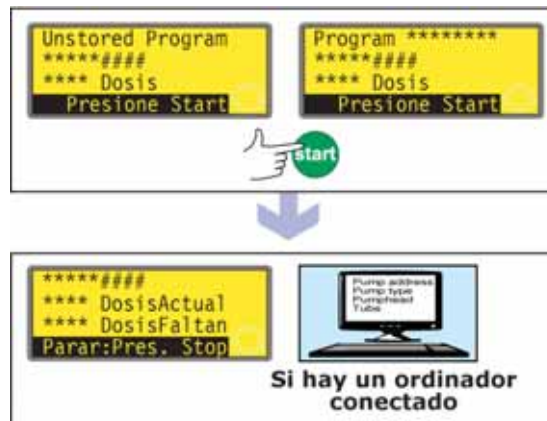 Unstored Program
*****####
**** Dosis
Presione Start
Program ********
*****####
**** Dosis
Presione Start
start
*****####
**** DosisActual
**** DosisFaltan
Parar:Pres. Stop
Pump address
Pump type
Pumphead
Tube
Si hay un ordinador
conectado